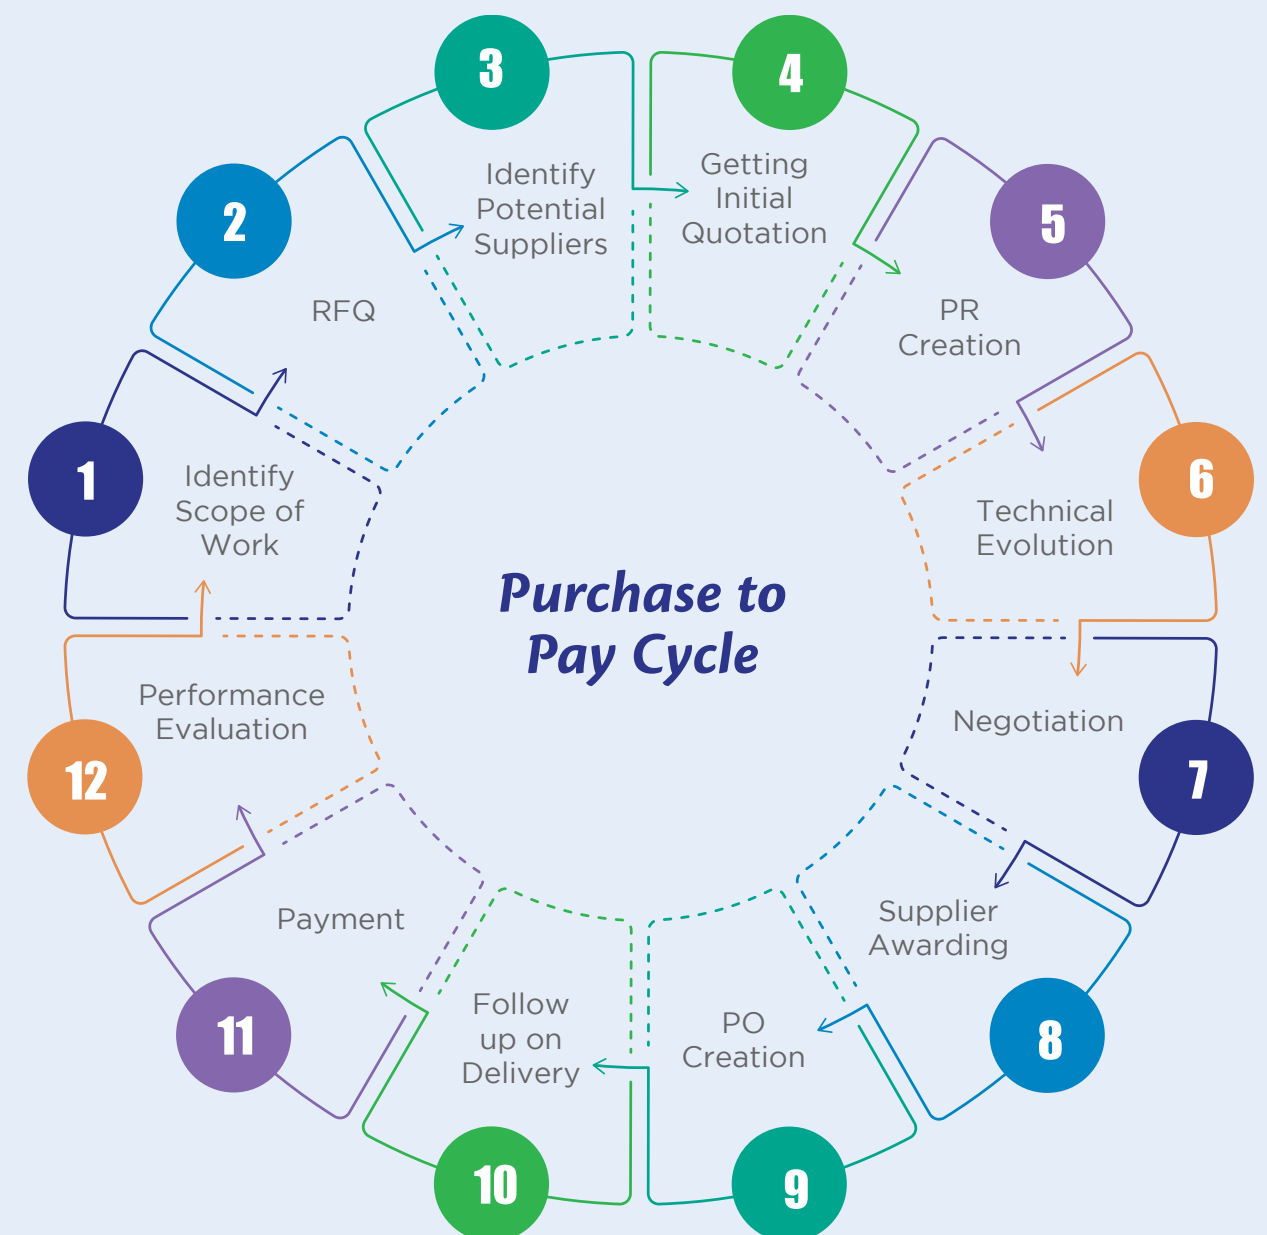 Purchase to
Pay Cycle
1
Identify
Scope of
Work
2
RFQ
3
Identify
Potential
Suppliers
4
Getting
Initial
Quotation
5
PR
Creation
6
Technical
Evolution
7
Negotiation
8
Supplier
Awarding
9
PO
Creation
10
Follow
up on
Delivery
11
Payment
12
Performance
Evaluation